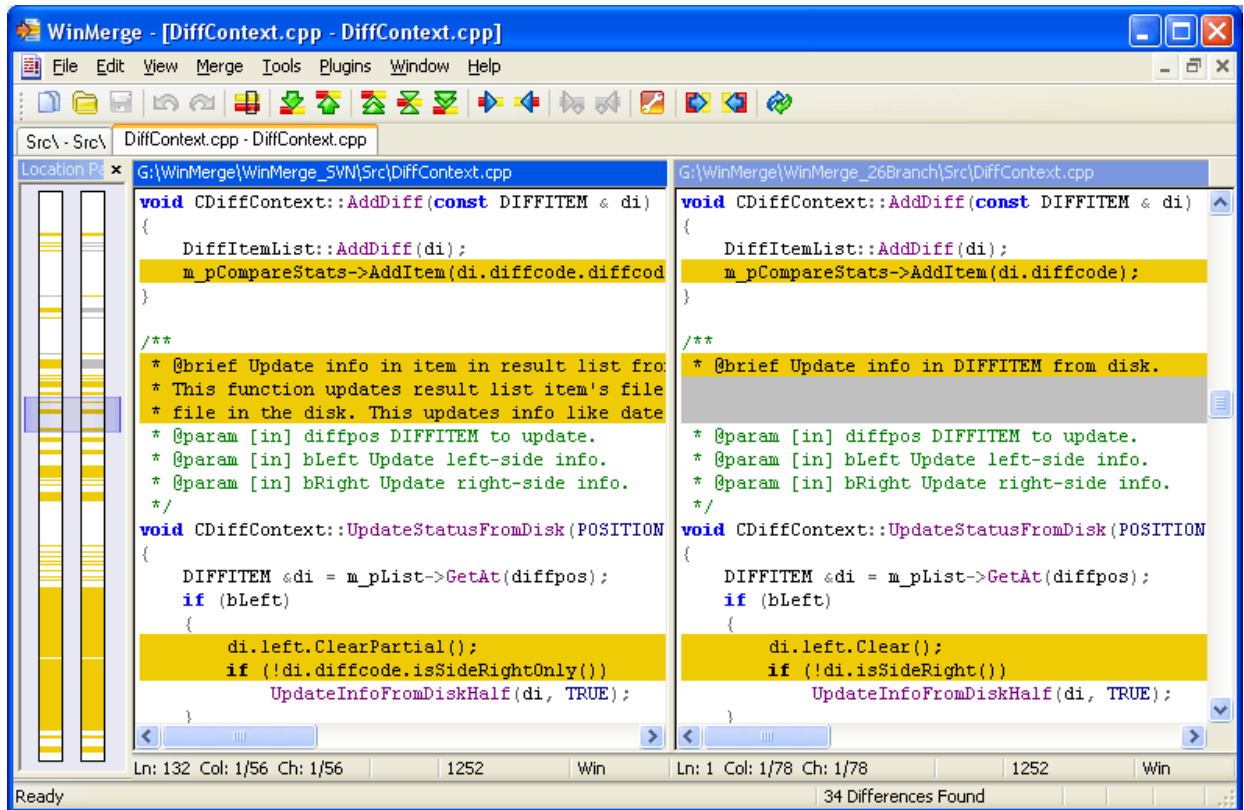 WinMerge - [DiffContext.cpp - DiffContext.cpp]
File Edit View Merge Tools Plugins Window Help
Src\ - Src\ DiffContext.cpp - DiffContext.cpp
Location Pa
G:\WinMerge\WinMerge_SVN\Src\DiffContext.cpp
void CDiffContext::AddDiff(const DIFFITEM & di)
{
DiffItemList::AddDiff(di);
m_pCompareStats->AddItem(di.diffcode.diffcod
}
/**
* @brief Update info in item in result list fro
* This function updates result list item's file
* file in the disk. This updates info like date
* @param [in] diffpos DIFFITEM to update.
* @param [in] bLeft Update left-side info.
* @param [in] bRight Update right-side info.
*/
void CDiffContext::UpdateStatusFromDisk(POSITION
{
DIFFITEM &di = m_pList->GetAt(diffpos);
if (bLeft)
{
di.left.ClearPartial();
if (!di.diffcode.isSideRightOnly())
UpdateInfoFromDiskHalf(di, TRUE);
}
G:\WinMerge\WinMerge_26Branch\Src\DiffContext.cpp
void CDiffContext::AddDiff(const DIFFITEM & di)
{
DiffItemList::AddDiff(di);
m_pCompareStats->AddItem(di.diffcode);
}
/**
* @brief Update info in DIFFITEM from disk.
* @param [in] diffpos DIFFITEM to update.
* @param [in] bLeft Update left-side info.
* @param [in] bRight Update right-side info.
*/
void CDiffContext::UpdateStatusFromDisk(POSITION
{
DIFFITEM &di = m_pList->GetAt(diffpos);
if (bLeft)
{
di.left.Clear();
if (!di.isSideRight())
UpdateInfoFromDiskHalf(di, TRUE);
}
Ln: 132 Col: 1/56 Ch: 1/56 1252 Win
Ln: 1 Col: 1/78 Ch: 1/78 1252 Win
Ready 34 Differences Found